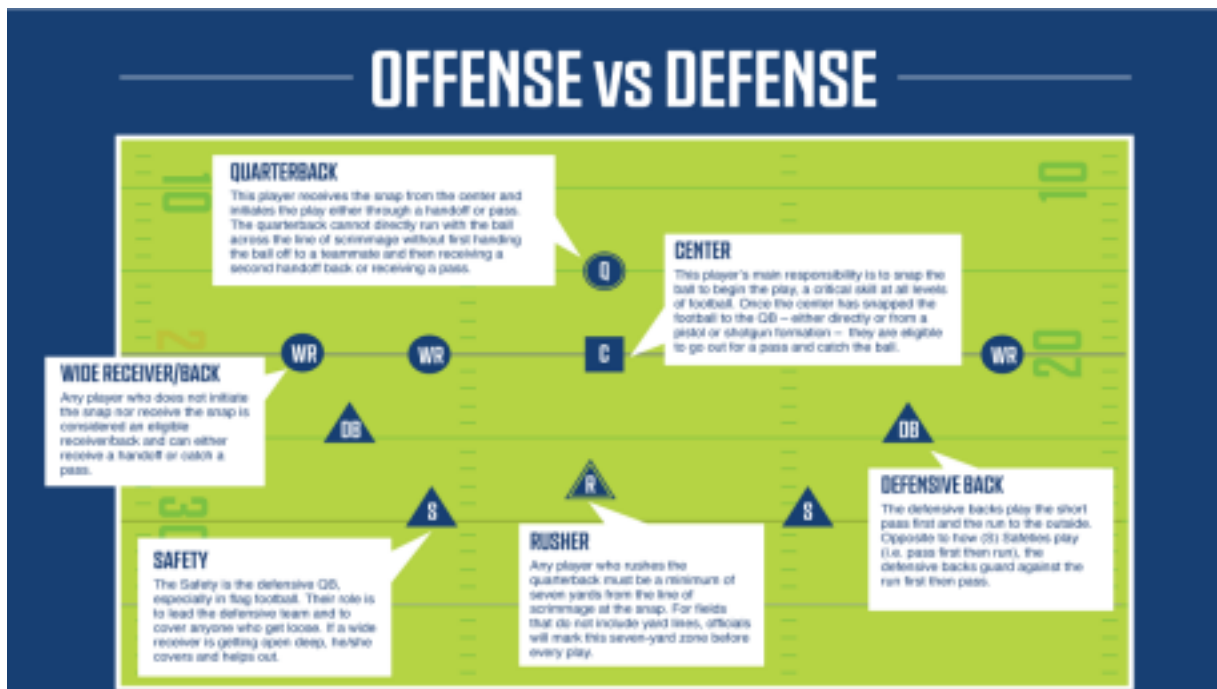 OFFENSE vs DEFENSE
10
10
QUARTERBACK
This player receives the snap from the center and
initiates the play either through a handoff or pass.
The quarterback cannot directly run with the ball
across the line of scrimmage without first handing
the ball off to a teammate and then receiving a
second handoff back or receiving a pass.
Q
CENTER
This player's main responsibility is to snap the
ball to begin the play, a critical skill at all levels
of football. Once the center has snapped the
football to the QB – either directly or from a
pistol or shotgun formation – they are eligible
to go out for a pass and catch the ball.
2
WR
WR
C
WR
20
WIDE RECEIVER/BACK
Any player who does not initiate
the snap nor receive the snap is
considered an eligible
receiver/back and can either
receive a handoff or catch a
pass.
DB
DB
DEFENSIVE BACK
The defensive backs play the short
pass first and the run to the outside.
Opposite to how (S) Safeties play
(i.e. pass first then run), the
defensive backs guard against the
run first then pass.
30
S
R
S
SAFETY
The Safety is the defensive QB,
especially in flag football. Their role is
to lead the defensive team and to
cover anyone who get loose. If a wide
receiver is getting open deep, he/she
covers and helps out.
RUSHER
Any player who rushes the
quarterback must be a minimum of
seven yards from the line of
scrimmage at the snap. For fields
that do not include yard lines, officials
will mark this seven-yard zone before
every play.